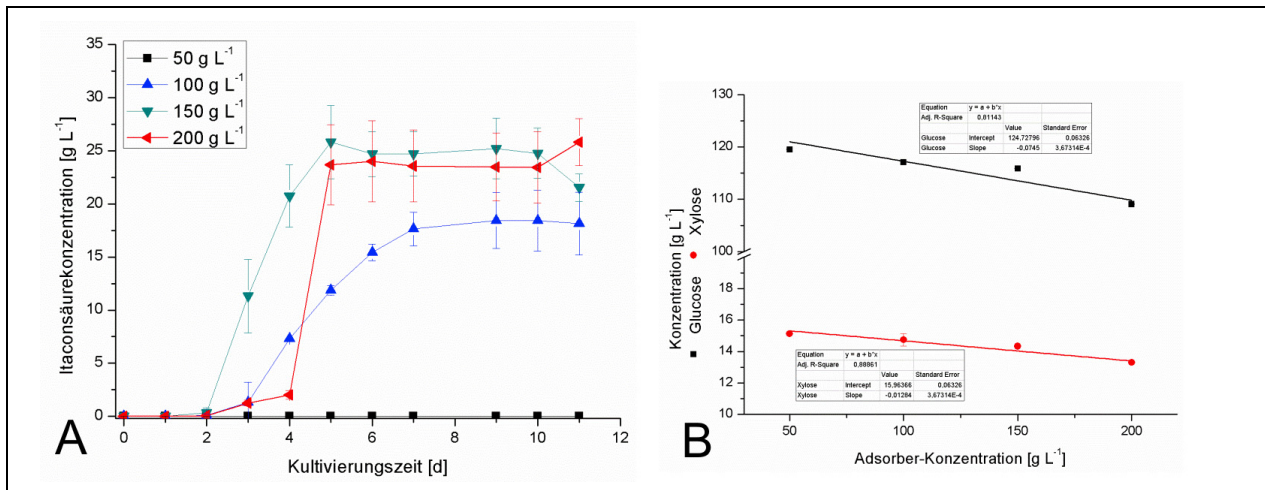 35
30
25
20
15
10
5
0
Itaconsäurekonzentration [g L⁻¹]
50 g L⁻¹
100 g L⁻¹
150 g L⁻¹
200 g L⁻¹
A
0 2 4 6 8 10 12
Kultivierungszeit [d]
130
120
110
100
18
16
14
12
10
Konzentration [g L⁻¹]
Glucose Xylose
Equation y = a + b*x
Adj. R-Square 0,81143
Value Standard Error
Glucose Intercept 124,72796 0,06326
Glucose Slope -0,0745 3,67314E-4
Equation y = a + b*x
Adj. R-Square 0,88861
Value Standard Error
Xylose Intercept 15,96366 0,06326
Xylose Slope -0,01284 3,67314E-4
B
50 100 150 200
Adsorber-Konzentration [g L⁻¹]